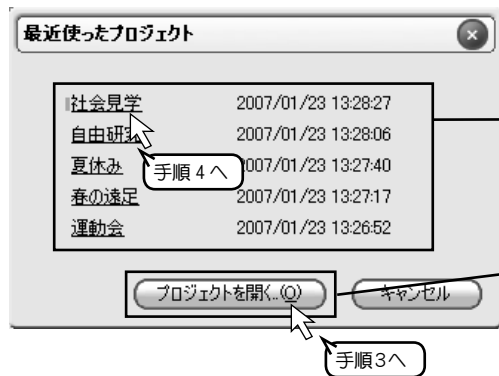 最近使ったプロジェクト
社会見学 2007/01/23 13:28:27
自由研 2007/01/23 13:28:06
夏休み 2007/01/23 13:27:40
手順4へ
春の遠足 2007/01/23 13:27:17
運動会 2007/01/23 13:26:52
プロジェクトを開く...(O) キャンセル
手順3へ